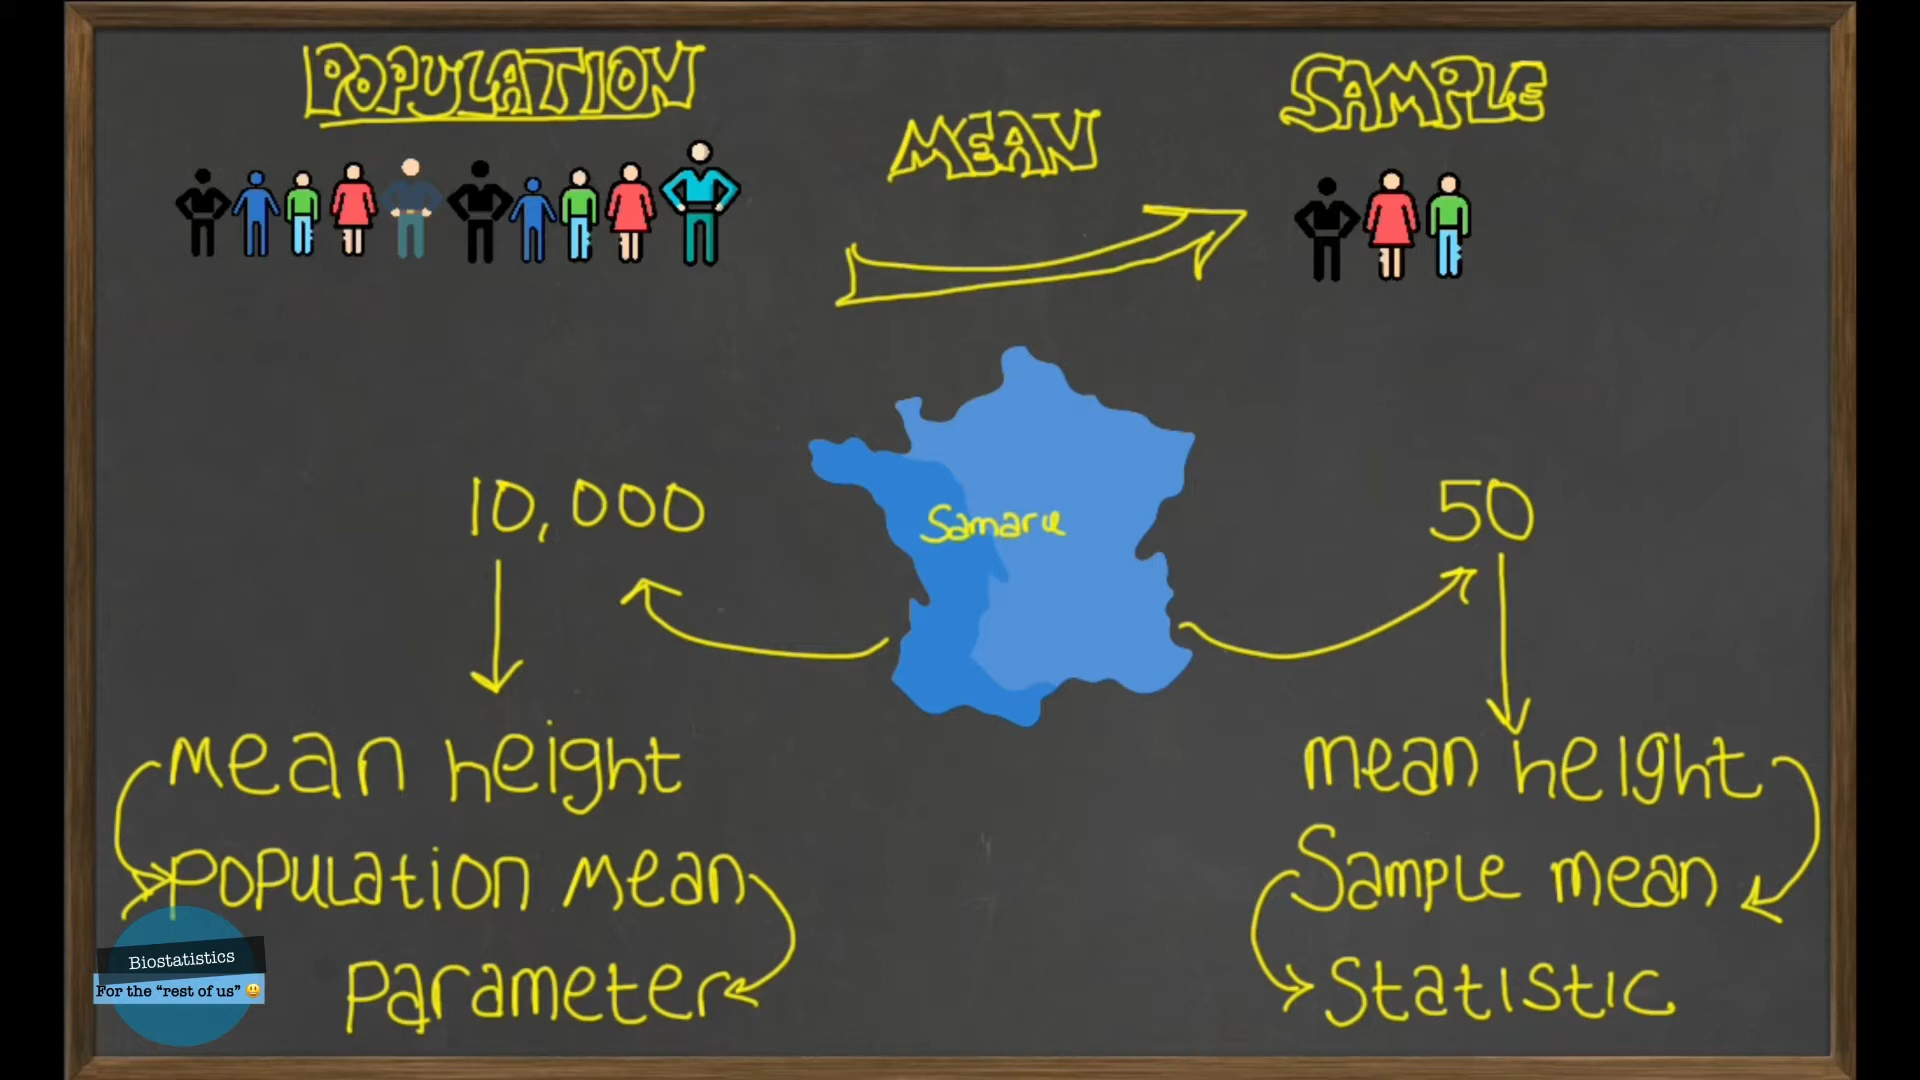 POPULATION
MEAN
SAMPLE
10,000
Samaru
50
Mean height
mean height
Population Mean
Sample mean
Parameter
Statistic
Biostatistics
For the “rest of us” 😃